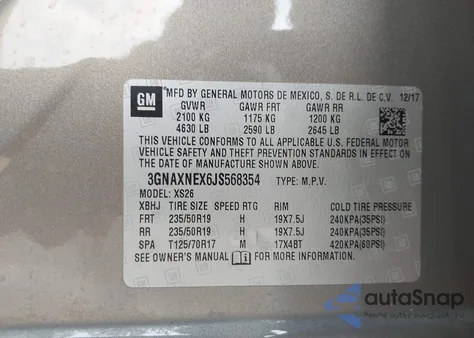 GM
MFD BY GENERAL MOTORS DE MEXICO, S. DE R.L. DE C.V. 12/17
GVWR GAWR FRT GAWR RR
2100 KG 1175 KG 1200 KG
4630 LB 2590 LB 2645 LB
THIS VEHICLE CONFORMS TO ALL APPLICABLE U.S. FEDERAL MOTOR
VEHICLE SAFETY AND THEFT PREVENTION STANDARDS IN EFFECT ON
THE DATE OF MANUFACTURE SHOWN ABOVE.
3GNAXNEX6JS568354 TYPE: M.P.V.
MODEL: XS26
XBHJ TIRE SIZE SPEED RTG RIM COLD TIRE PRESSURE
FRT 235/50R19 H 19X7.5J 240KPA(35PSI)
RR 235/50R19 H 19X7.5J 240KPA(35PSI)
SPA T125/70R17 M 17X4BT 420KPA(60PSI)
SEE OWNER'S MANUAL FOR MORE INFORMATION.
autoSnap